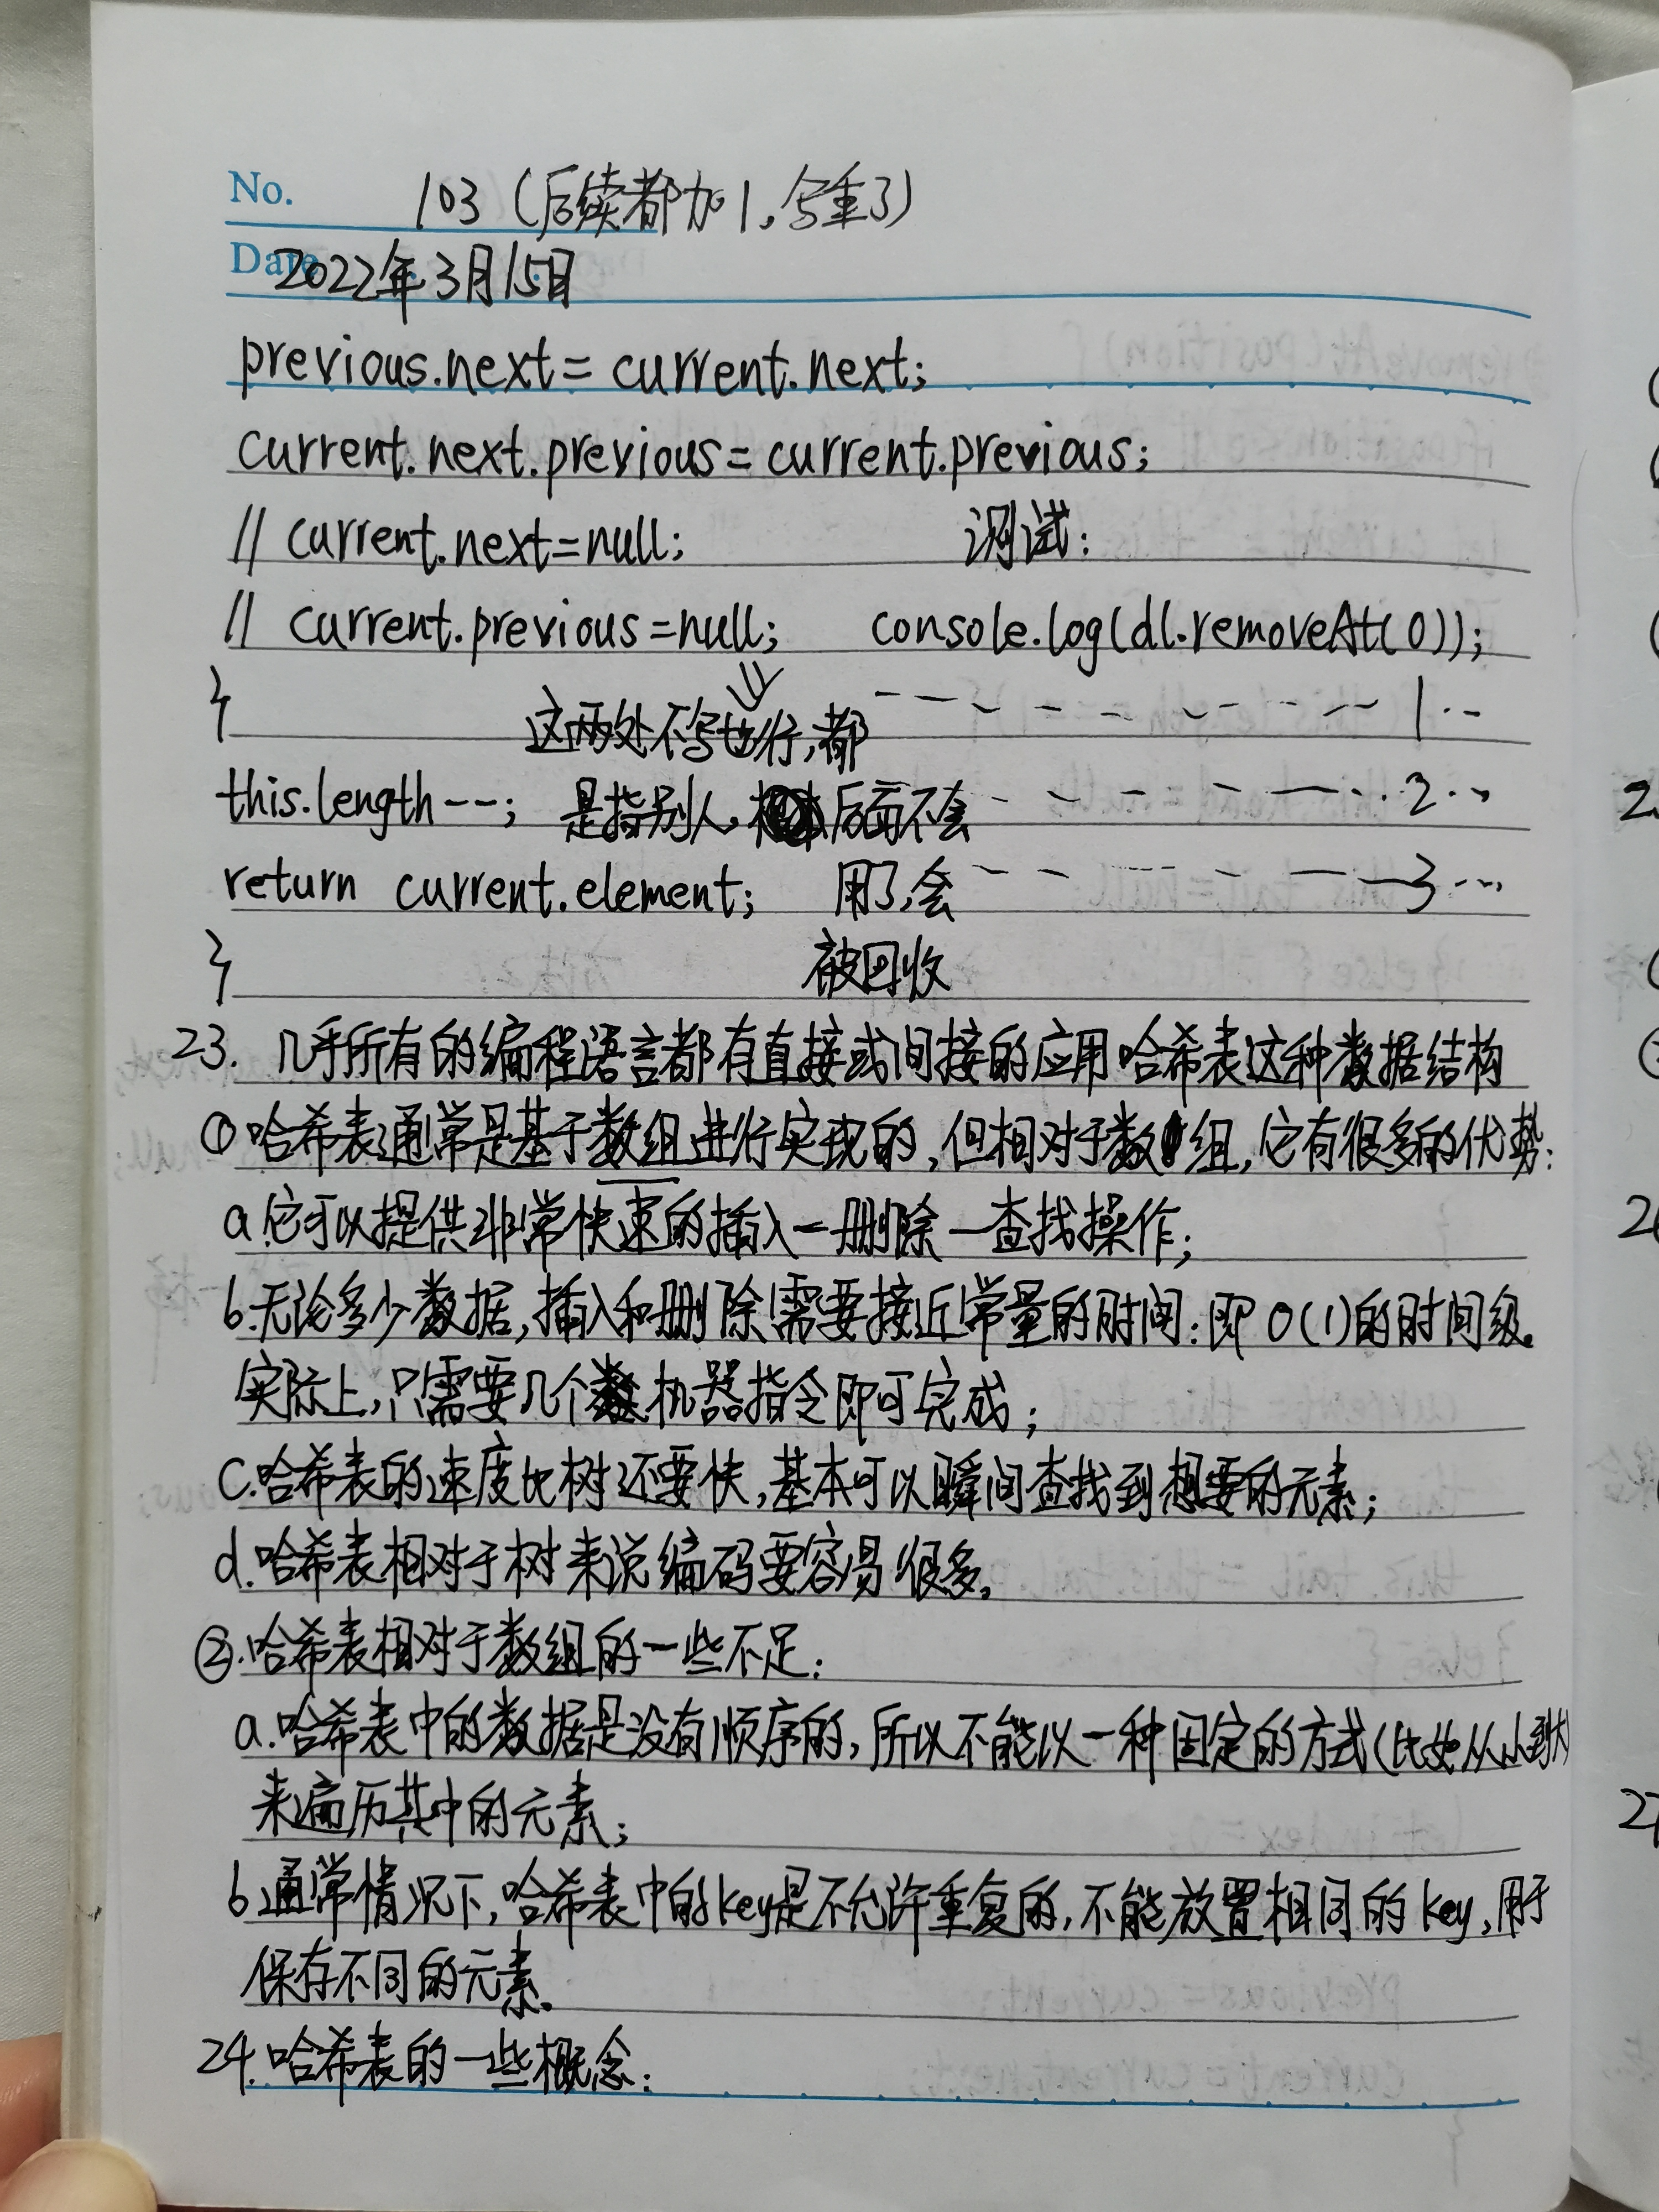 No. 103（后续都加1,写重了）
Date 2022年3月15日
previous.next = current.next;
current.next.previous = current.previous;
// current.next=null; 测试：
// current.previous=null; console.log(dl.removeAt(0));
} 这两处不写也行,都 1
this.length--; 是指别人, 后面不会 2
return current.element; 用了,会 3
} 被回收
23. 几乎所有的编程语言都有直接或间接的应用哈希表这种数据结构
①哈希表通常是基于数组进行实现的,但相对于数组,它有很多的优势:
a.它可以提供非常快速的插入－删除－查找操作;
b.无论多少数据,插入和删除需要接近常量的时间:即O(1)的时间级。
实际上,只需要几个机器指令即可完成;
C.哈希表的速度比树还要快,基本可以瞬间查找到想要的元素;
d.哈希表相对于树来说编码要容易很多。
②.哈希表相对于数组的一些不足:
a.哈希表中的数据是没有顺序的,所以不能以一种固定的方式(比如从小到大)
来遍历其中的元素;
b.通常情况下,哈希表中的key是不允许重复的,不能放置相同的key,用于
保存不同的元素。
24.哈希表的一些概念: